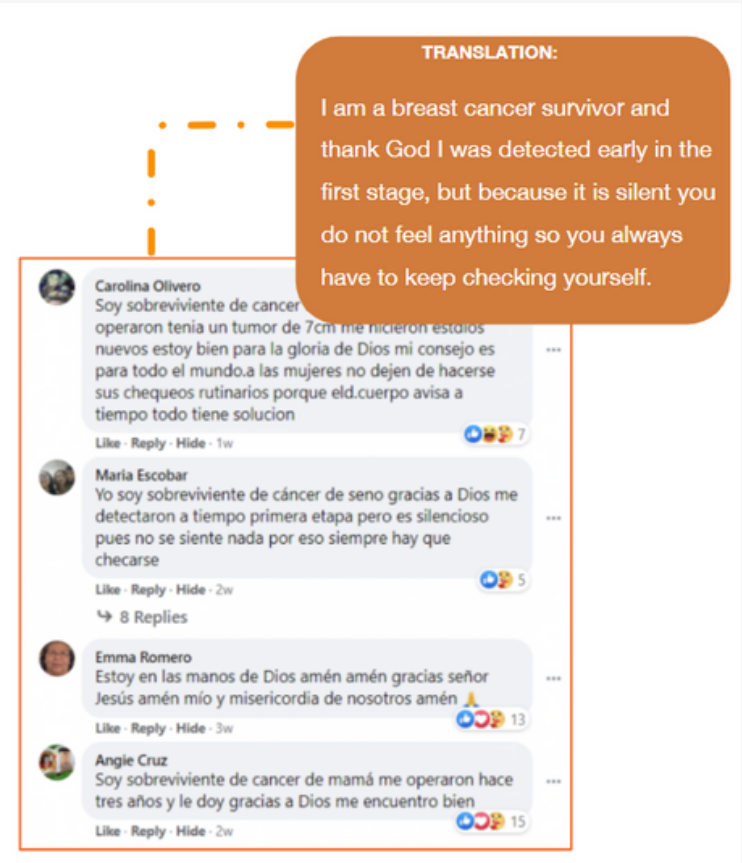 TRANSLATION:
I am a breast cancer survivor and
thank God I was detected early in the
first stage, but because it is silent you
do not feel anything so you always
have to keep checking yourself.
Carolina Olivero
Soy sobreviviente de cancer
operaron tenia un tumor de 7cm me hicieron estdios
nuevos estoy bien para la gloria de Dios mi consejo es
para todo el mundo.a las mujeres no dejen de hacerse
sus chequeos rutinarios porque eld.cuerpo avisa a
tiempo todo tiene solucion
Like · Reply · Hide · 1w
7
Maria Escobar
Yo soy sobreviviente de cáncer de seno gracias a Dios me
detectaron a tiempo primera etapa pero es silencioso
pues no se siente nada por eso siempre hay que
checarse
Like · Reply · Hide · 2w
5
8 Replies
Emma Romero
Estoy en las manos de Dios amén amén gracias señor
Jesús amén mío y misericordia de nosotros amén 🙏
Like · Reply · Hide · 3w
13
Angie Cruz
Soy sobreviviente de cancer de mamá me operaron hace
tres años y le doy gracias a Dios me encuentro bien
Like · Reply · Hide · 2w
15